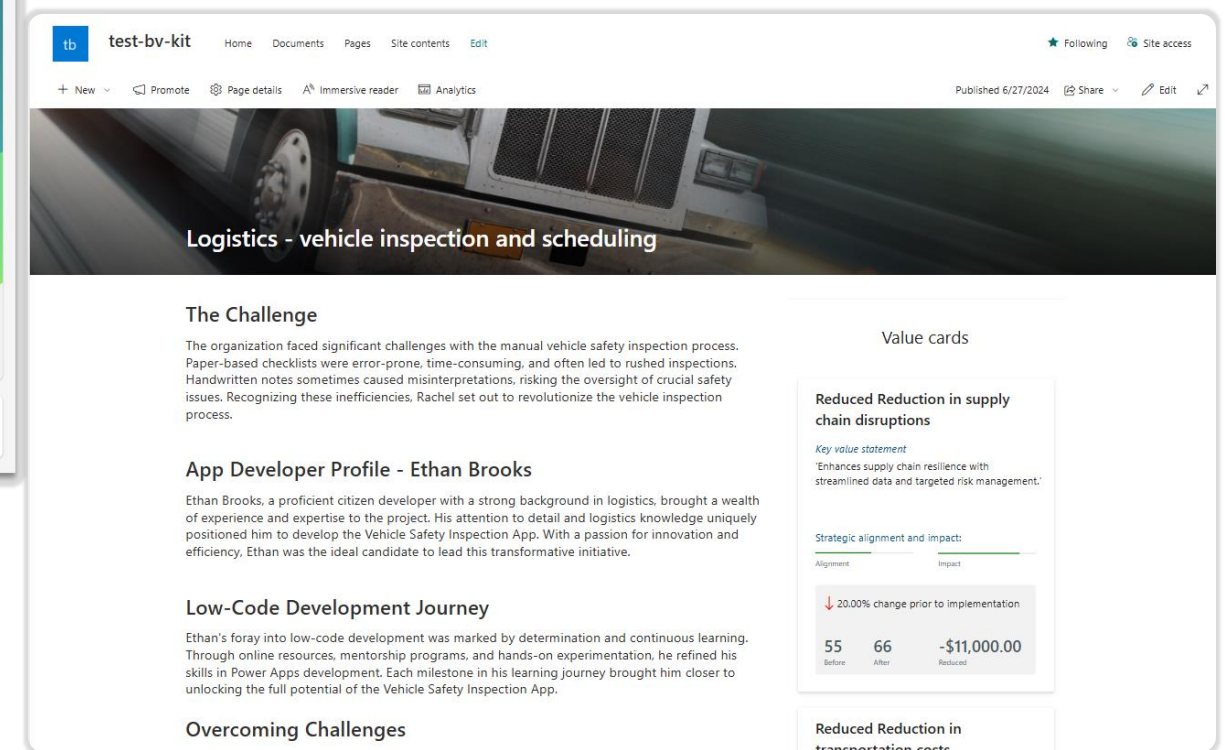 tb
test-bv-kit
Home
Documents
Pages
Site contents
Edit
Following
Site access
+ New
Promote
Page details
Immersive reader
Analytics
Published 6/27/2024
Share
Edit
Logistics - vehicle inspection and scheduling
The Challenge
The organization faced significant challenges with the manual vehicle safety inspection process.
Paper-based checklists were error-prone, time-consuming, and often led to rushed inspections.
Handwritten notes sometimes caused misinterpretations, risking the oversight of crucial safety
issues. Recognizing these inefficiencies, Rachel set out to revolutionize the vehicle inspection
process.
App Developer Profile - Ethan Brooks
Ethan Brooks, a proficient citizen developer with a strong background in logistics, brought a wealth
of experience and expertise to the project. His attention to detail and logistics knowledge uniquely
positioned him to develop the Vehicle Safety Inspection App. With a passion for innovation and
efficiency, Ethan was the ideal candidate to lead this transformative initiative.
Low-Code Development Journey
Ethan's foray into low-code development was marked by determination and continuous learning.
Through online resources, mentorship programs, and hands-on experimentation, he refined his
skills in Power Apps development. Each milestone in his learning journey brought him closer to
unlocking the full potential of the Vehicle Safety Inspection App.
Overcoming Challenges
Value cards
Reduced Reduction in supply
chain disruptions
Key value statement
'Enhances supply chain resilience with
streamlined data and targeted risk management.'
Strategic alignment and impact:
Alignment
Impact
20.00% change prior to implementation
55
66
-$11,000.00
Before
After
Reduced
Reduced Reduction in
transportation costs